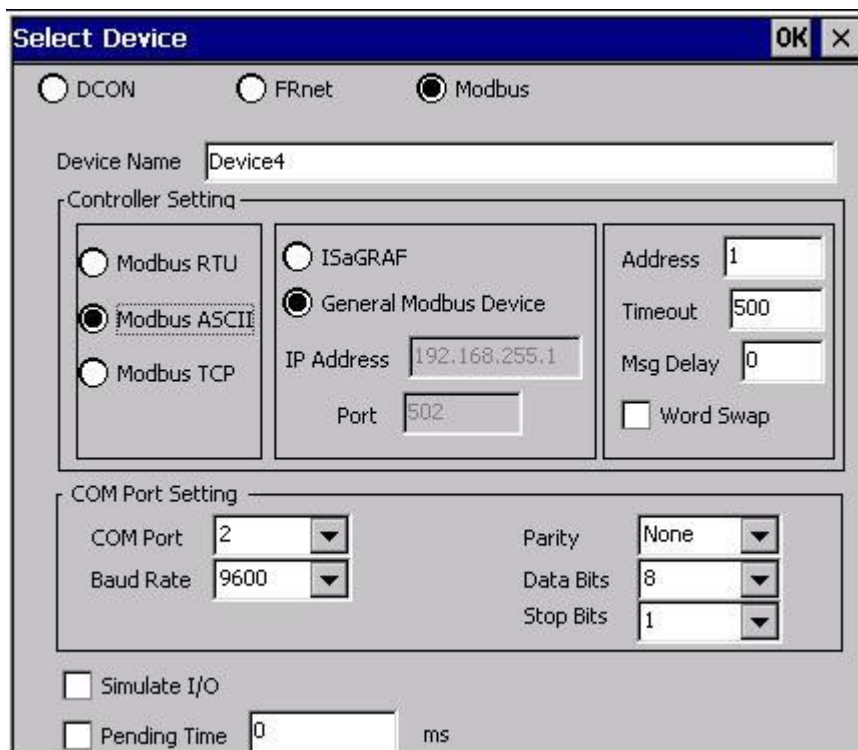 Select Device OK ×
DCON FRnet Modbus
Device Name Device4
Controller Setting
Modbus RTU
Modbus ASCII
Modbus TCP
ISaGRAF
General Modbus Device
IP Address 192.168.255.1
Port 502
Address 1
Timeout 500
Msg Delay 0
Word Swap
COM Port Setting
COM Port 2
Baud Rate 9600
Parity None
Data Bits 8
Stop Bits 1
Simulate I/O
Pending Time 0 ms